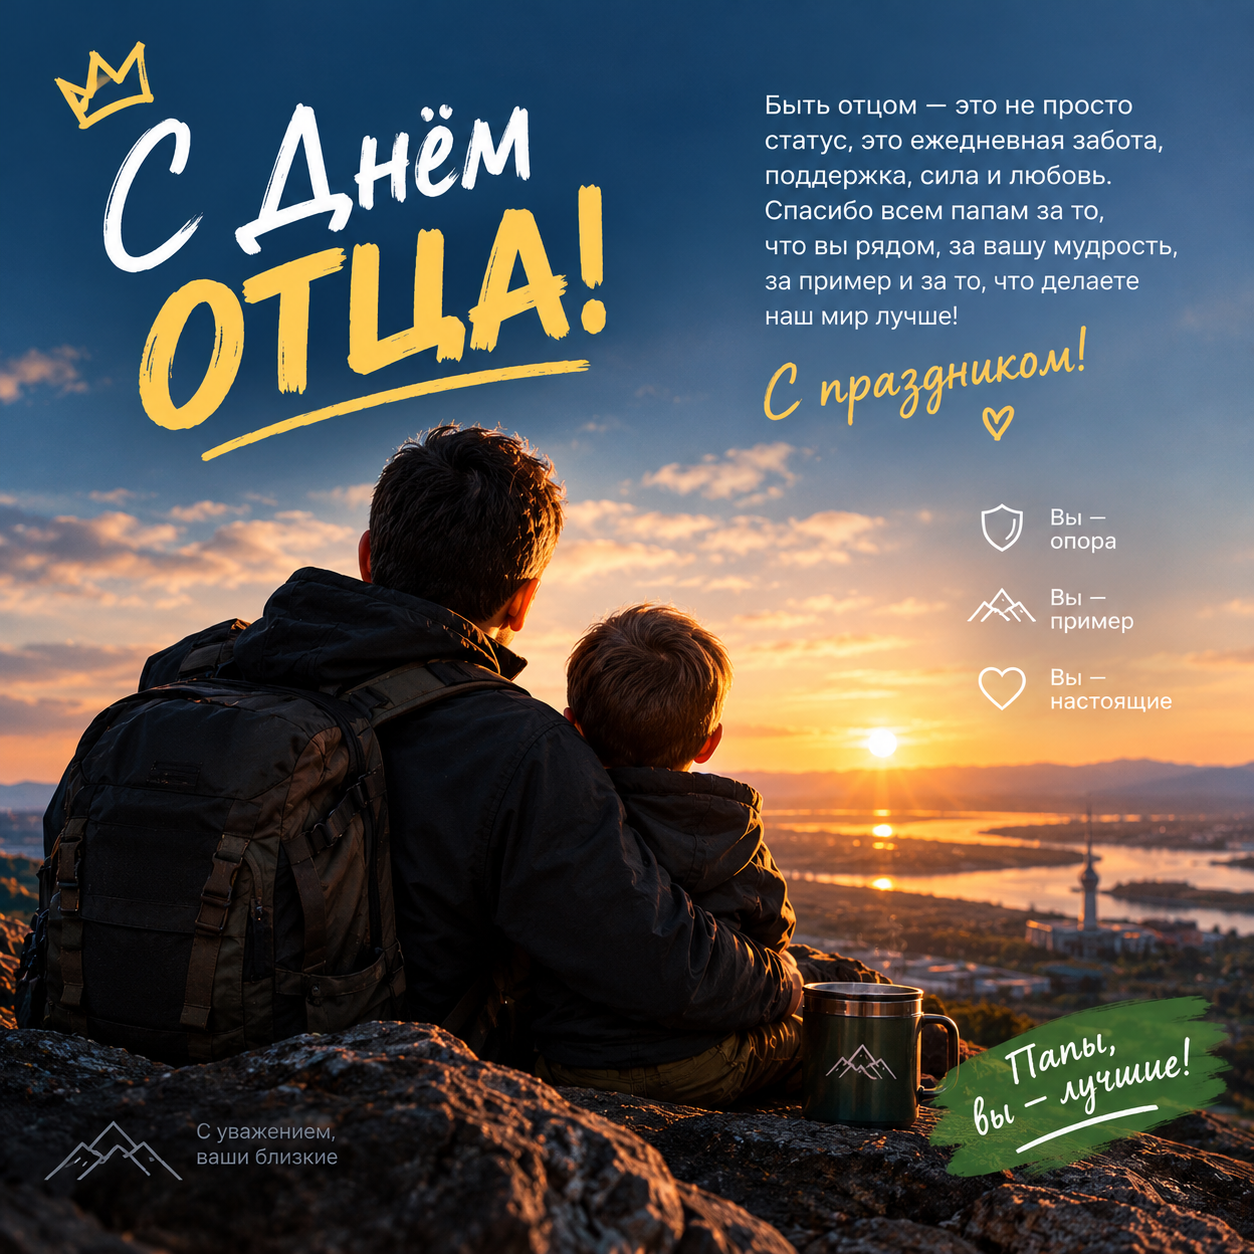 С Днём
ОТЦА!
Быть отцом — это не просто
статус, это ежедневная забота,
поддержка, сила и любовь.
Спасибо всем папам за то,
что вы рядом, за вашу мудрость,
за пример и за то, что делаете
наш мир лучше!
С праздником!
Вы —
опора
Вы —
пример
Вы —
настоящие
Папы,
вы — лучшие!
С уважением,
ваши близкие